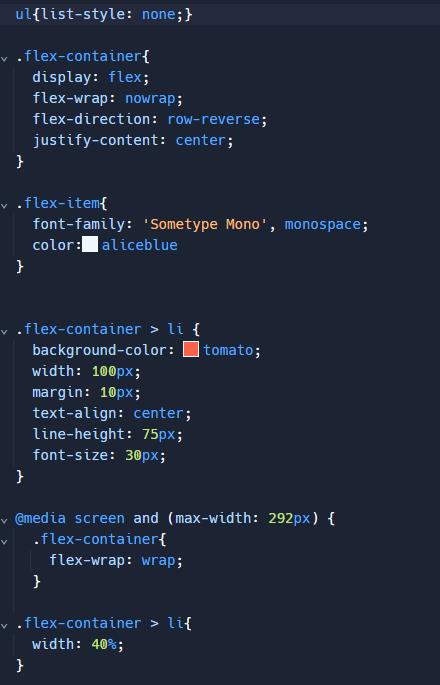 ul{list-style: none;}
.flex-container{
display: flex;
flex-wrap: nowrap;
flex-direction: row-reverse;
justify-content: center;
}
.flex-item{
font-family: 'Sometype Mono', monospace;
color: aliceblue
}
.flex-container > li {
background-color: tomato;
width: 100px;
margin: 10px;
text-align: center;
line-height: 75px;
font-size: 30px;
}
@media screen and (max-width: 292px) {
.flex-container{
flex-wrap: wrap;
}
.flex-container > li{
width: 40%;
}